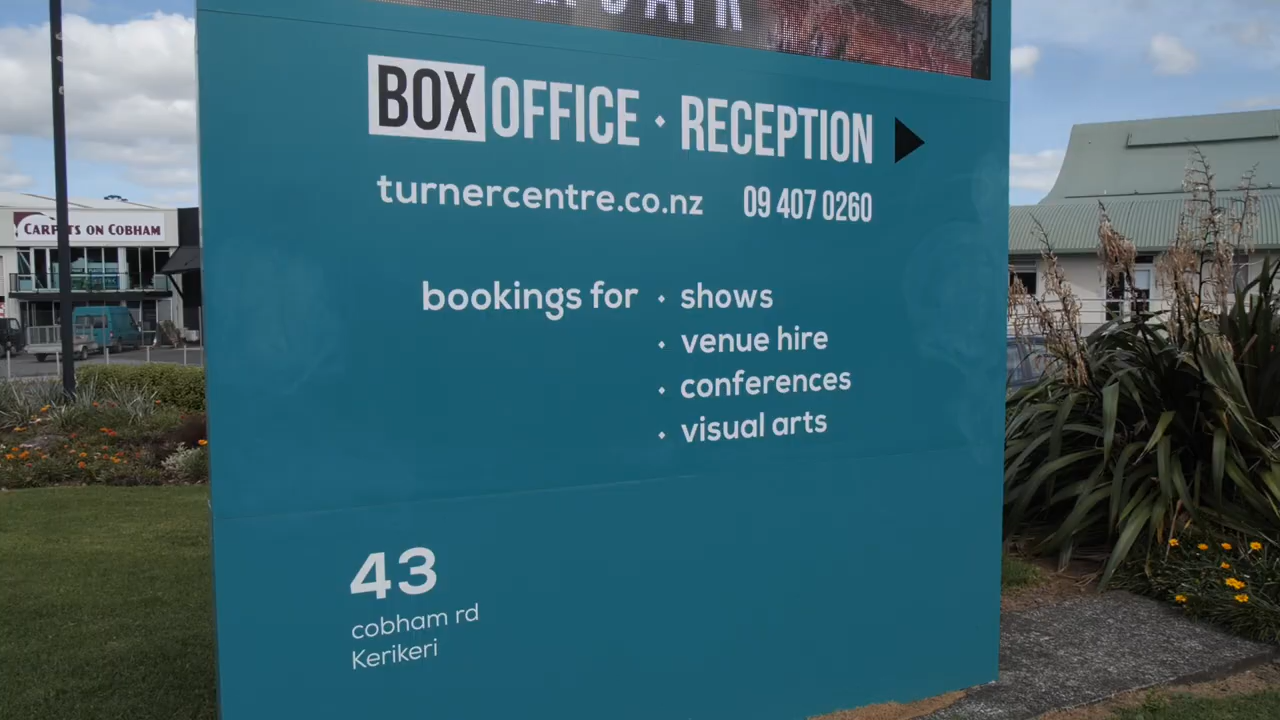 BOX OFFICE · RECEPTION
turnercentre.co.nz 09 407 0260
bookings for · shows
· venue hire
· conferences
· visual arts
43
cobham rd
Kerikeri
CARPETS ON COBHAM